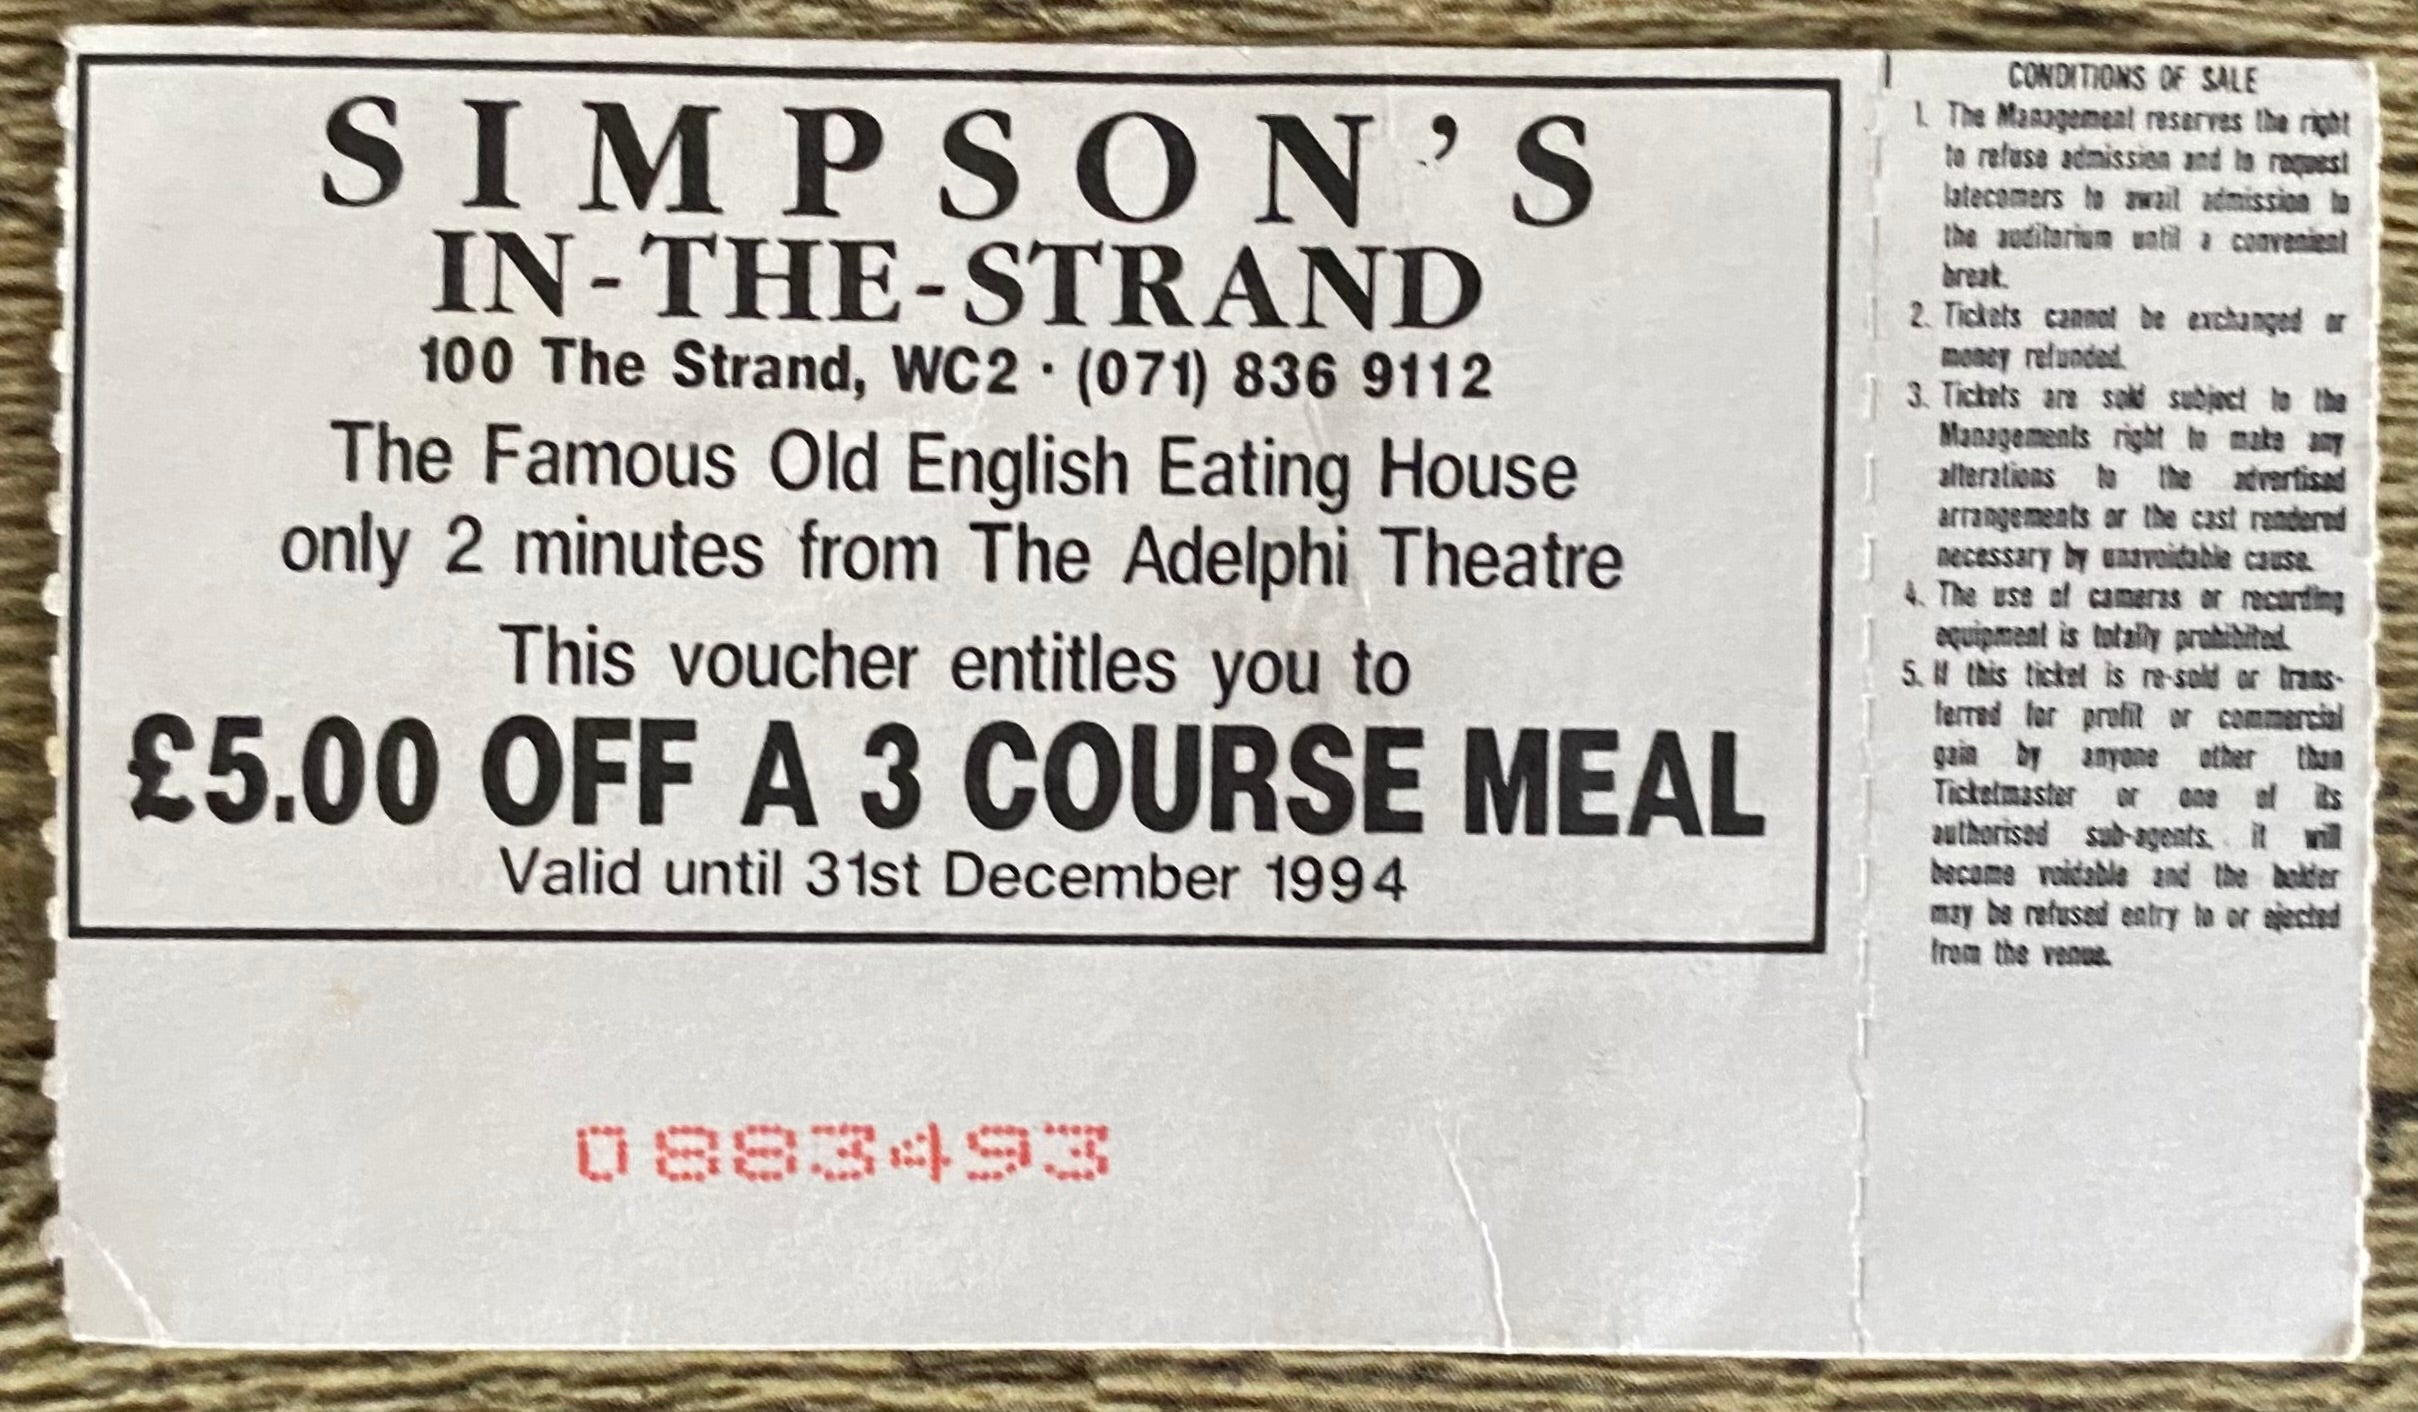 SIMPSON'S
IN-THE-STRAND
100 The Strand, WC2 · (071) 836 9112
The Famous Old English Eating House
only 2 minutes from The Adelphi Theatre
This voucher entitles you to
£5.00 OFF A 3 COURSE MEAL
Valid until 31st December 1994
0883493
CONDITIONS OF SALE
1. The Management reserves the right
to refuse admission and to request
latecomers to await admission to
the auditorium until a convenient
break.
2. Tickets cannot be exchanged or
money refunded.
3. Tickets are sold subject to the
Managements right to make any
alterations to the advertised
arrangements or the cast rendered
necessary by unavoidable cause.
4. The use of cameras or recording
equipment is totally prohibited.
5. If this ticket is re-sold or trans-
ferred for profit or commercial
gain by anyone other than
Ticketmaster or one of its
authorised sub-agents, it will
become voidable and the holder
may be refused entry to or ejected
from the venue.